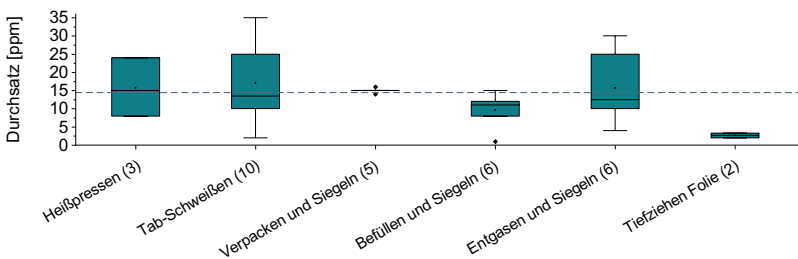 Durchsatz [ppm]
35
30
25
20
15
10
5
0
Heißpressen (3)
Tab-Schweißen (10)
Verpacken und Siegeln (5)
Befüllen und Siegeln (6)
Entgasen und Siegeln (6)
Tiefziehen Folie (2)